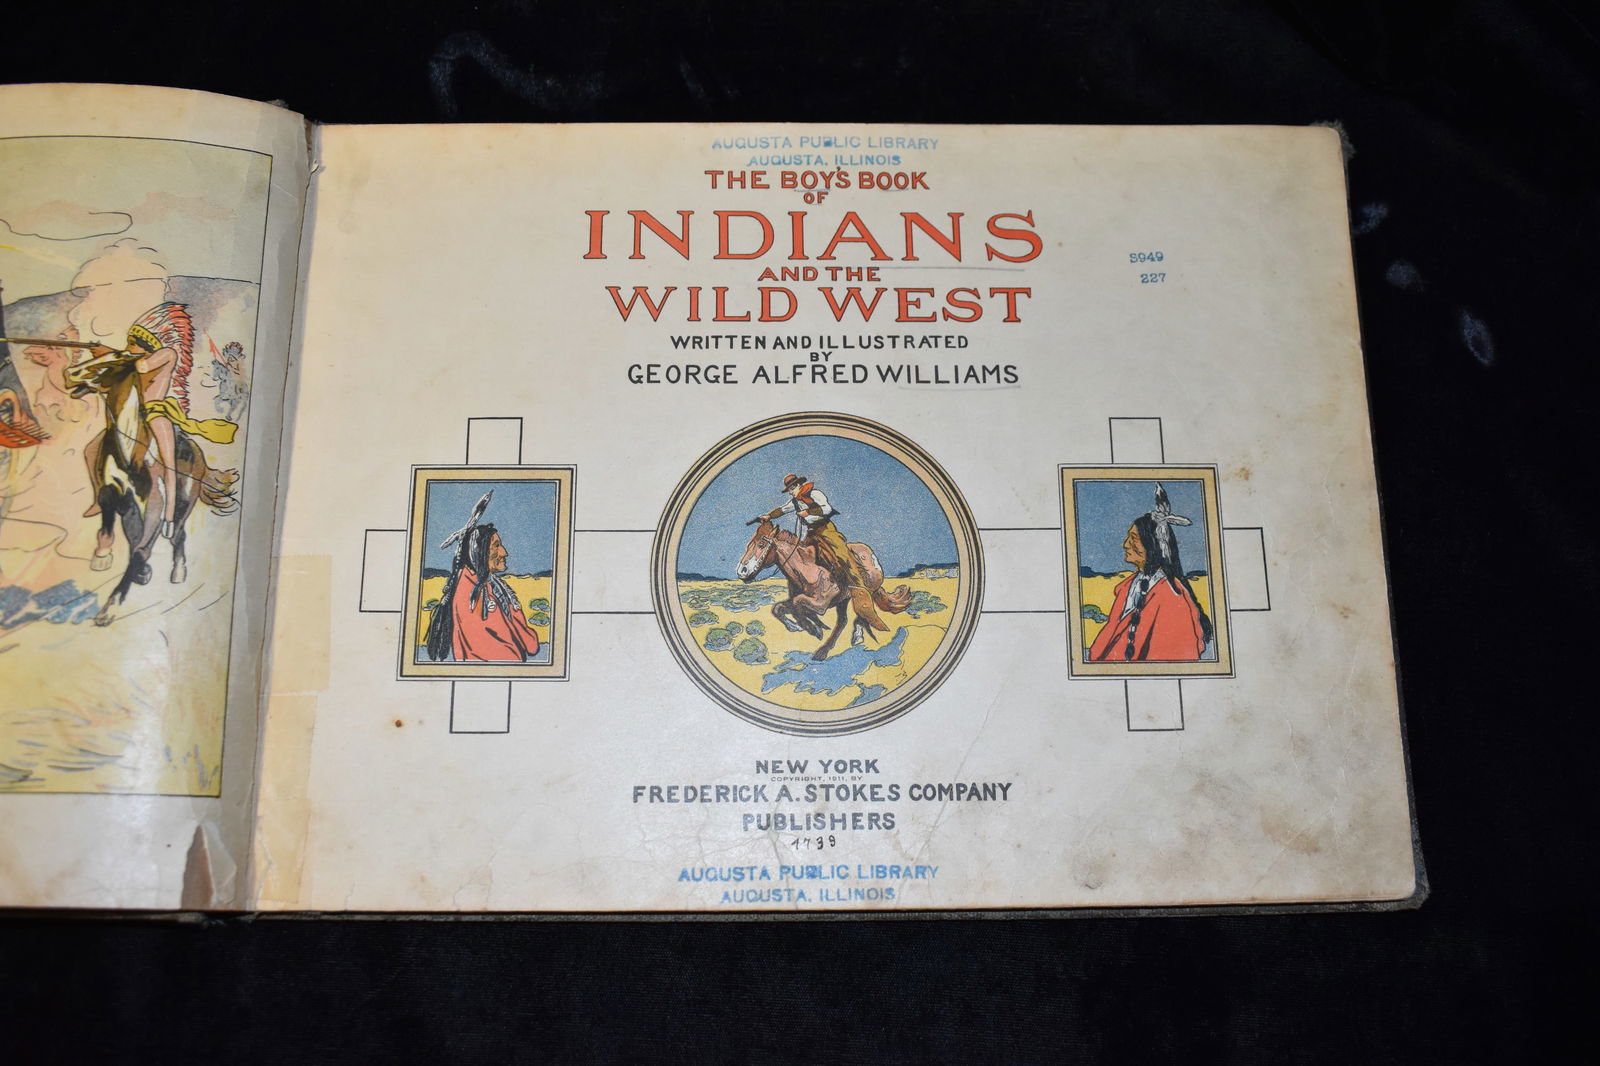 AUGUSTA PUBLIC LIBRARY
AUGUSTA, ILLINOIS
THE BOY'S BOOK
OF
INDIANS
AND THE
WILD WEST
S949
227
WRITTEN AND ILLUSTRATED
BY
GEORGE ALFRED WILLIAMS
NEW YORK
COPYRIGHT, 1911, BY
FREDERICK A. STOKES COMPANY
PUBLISHERS
1739
AUGUSTA PUBLIC LIBRARY
AUGUSTA, ILLINOIS